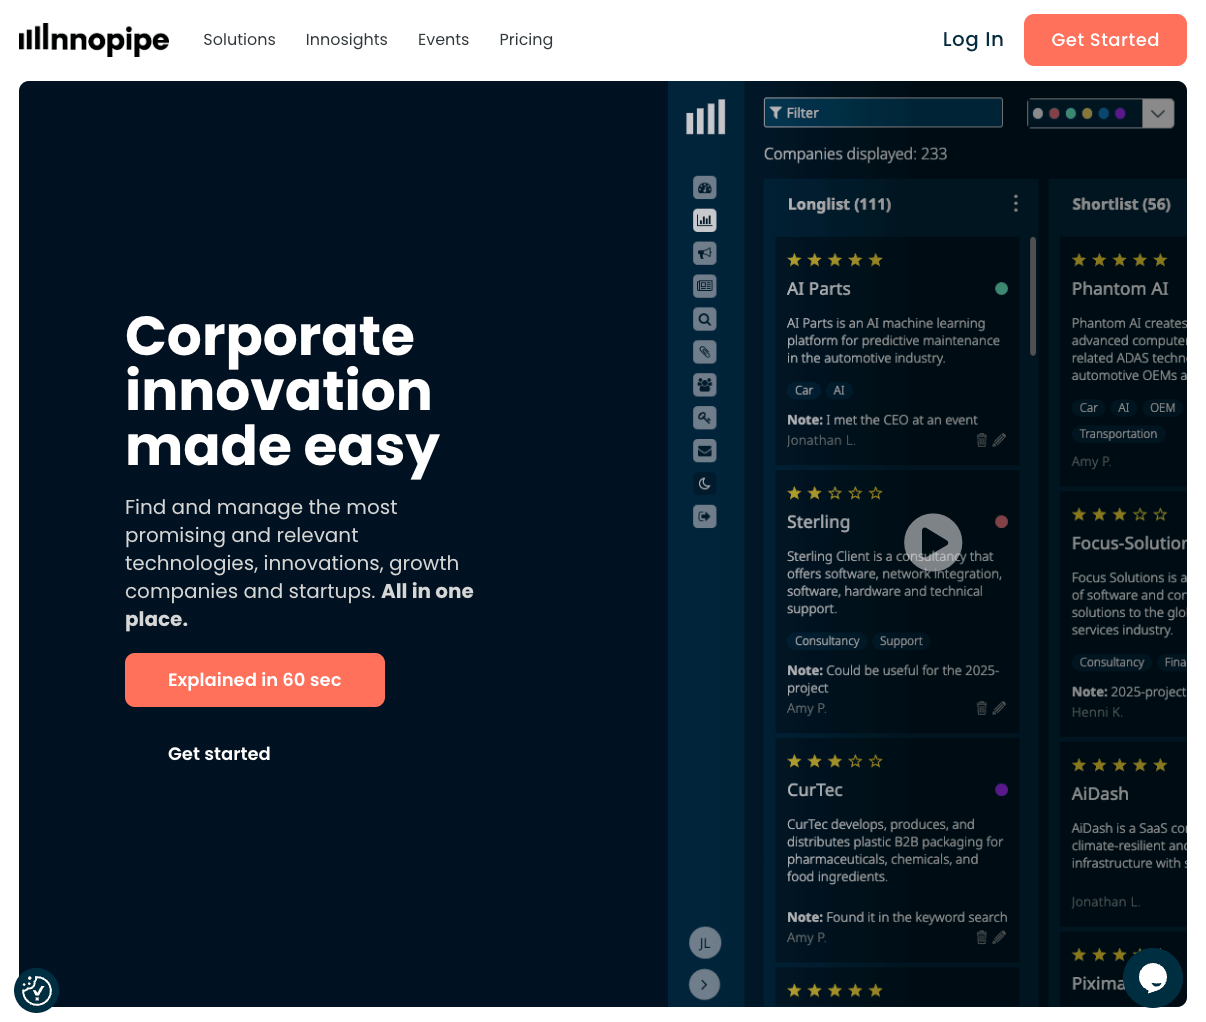 Innopipe
Solutions
Innosights
Events
Pricing
Log In
Get Started
Corporate
innovation
made easy
Find and manage the most
promising and relevant
technologies, innovations, growth
companies and startups. All in one
place.
Explained in 60 sec
Get started
Filter
Companies displayed: 233
Longlist (111)
AI Parts
AI Parts is an AI machine learning
platform for predictive maintenance
in the automotive industry.
Car AI
Note: I met the CEO at an event
Jonathan L.
Sterling
Sterling Client is a consultancy that
offers software, network integration,
software, hardware and technical
support.
Consultancy Support
Note: Could be useful for the 2025-
project
Amy P.
CurTec
CurTec develops, produces, and
distributes plastic B2B packaging for
pharmaceuticals, chemicals, and
food ingredients.
Note: Found it in the keyword search
Amy P.
Shortlist (56)
Phantom AI
Phantom AI creates
advanced computer
related ADAS techn
automotive OEMs a
Car AI OEM
Transportation
Amy P.
Focus-Solution
Focus Solutions is a
of software and con
solutions to the glo
services industry.
Consultancy Fina
Note: 2025-project
Henni K.
AiDash
AiDash is a SaaS co
climate-resilient and
infrastructure with s
Jonathan L.
Pixima
JL